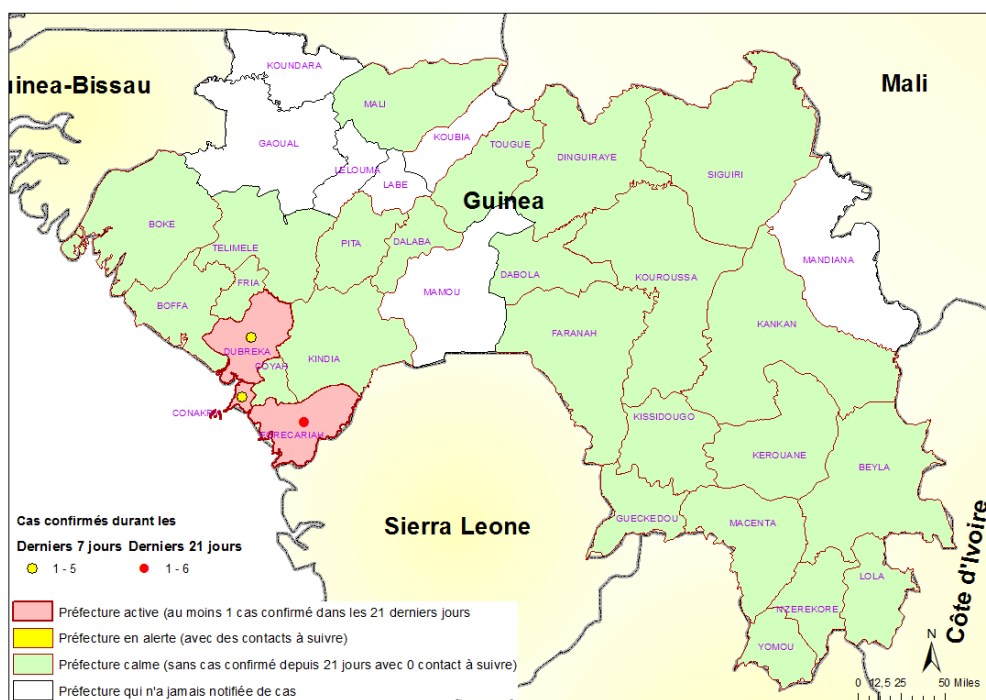 KOUNDARA
uinea-Bissau
Mali
MALI
GAOUAL
KOUBIA
TOUGUE
DINGUIRAYE
LELOUMA
SIGUIRI
LABE
Guinea
BOKE
TELIMELE
PITA
DALABA
MANDIANA
DABOLA
KOUROUSSA
FRIA
MAMOU
BOFFA
KANKAN
FARANAH
DUBREKA
KINDIA
COYAH
CONAKRY
KISSIDOUGO
FORECARIAH
KEROUANE
BEYLA
GUECKEDOU
MACENTA
Sierra Leone
Côte d'Ivoire
LOLA
NZEREKORE
YOMOU
Cas confirmés durant les
Derniers 7 jours Derniers 21 jours
1 - 5 1 - 6
Préfecture active (au moins 1 cas confirmé dans les 21 derniers jours
Préfecture en alerte (avec des contacts à suivre)
Préfecture calme (sans cas confirmé depuis 21 jours avec 0 contact à suivre)
Préfecture qui n'a jamais notifiée de cas
N
0 12,5 25 50 Miles